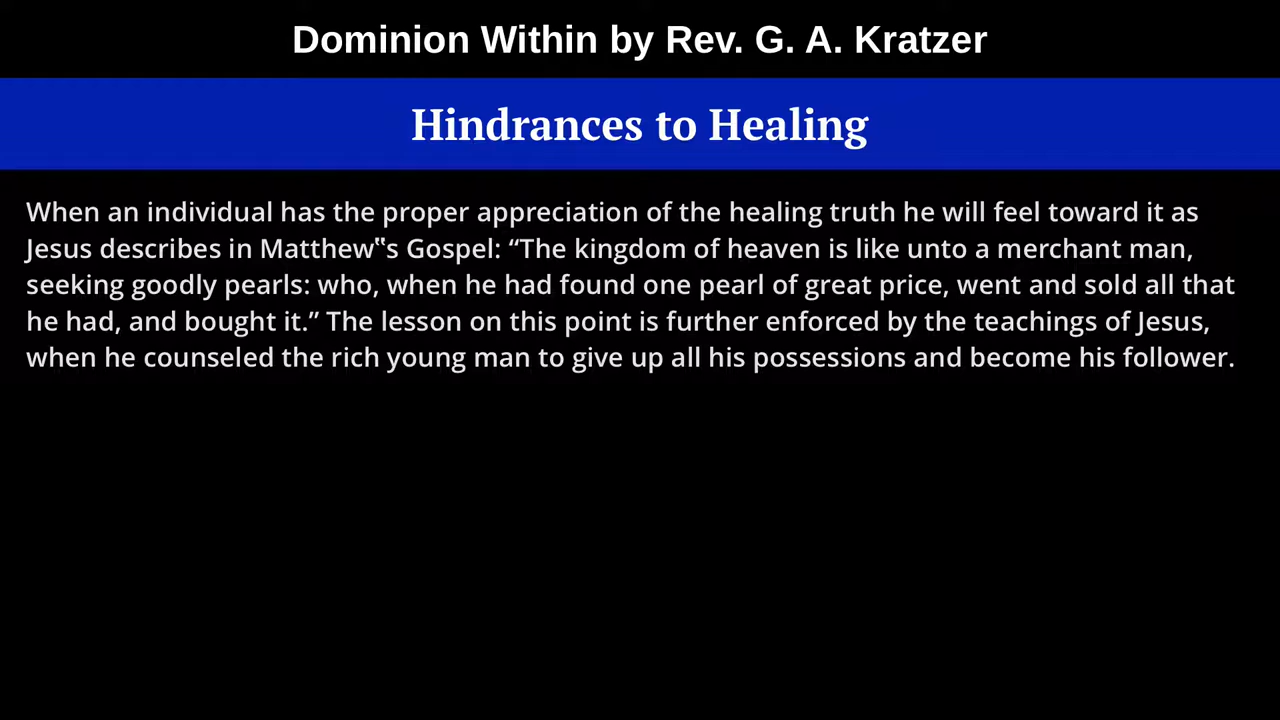 Dominion Within by Rev. G. A. Kratzer
Hindrances to Healing
When an individual has the proper appreciation of the healing truth he will feel toward it as
Jesus describes in Matthew‟s Gospel: “The kingdom of heaven is like unto a merchant man,
seeking goodly pearls: who, when he had found one pearl of great price, went and sold all that
he had, and bought it.” The lesson on this point is further enforced by the teachings of Jesus,
when he counseled the rich young man to give up all his possessions and become his follower.